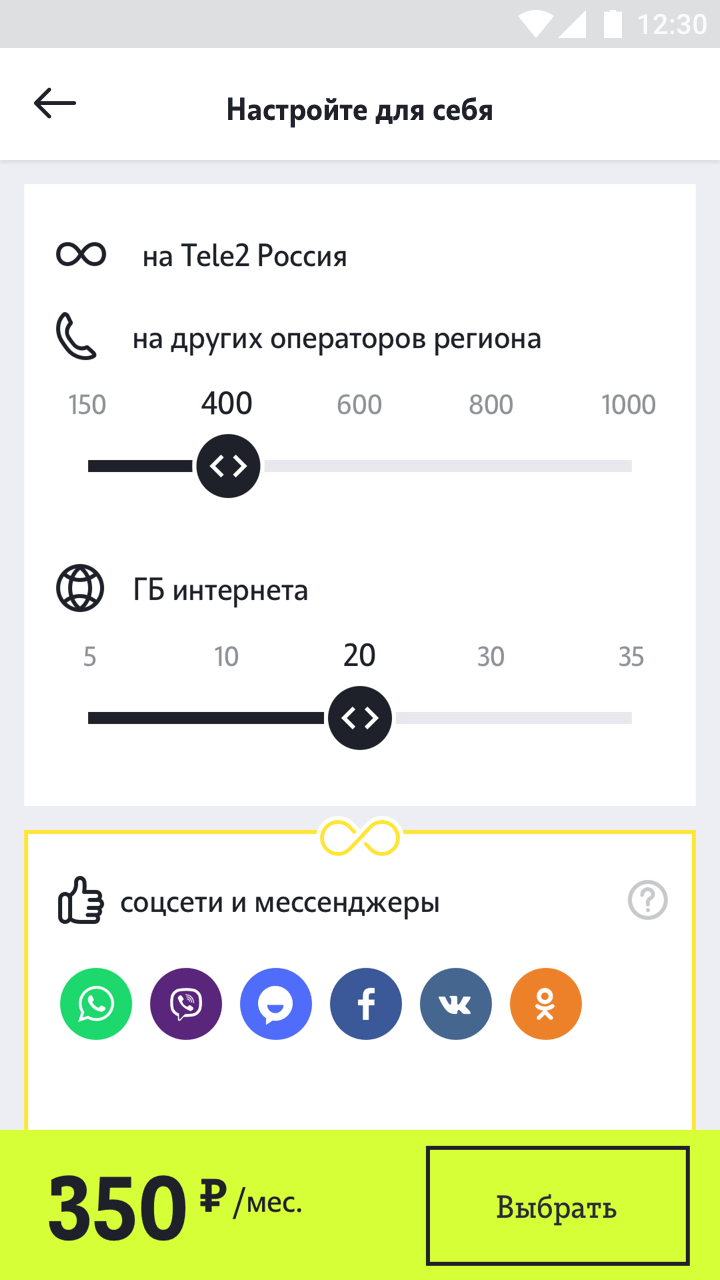 12:30
Настройте для себя
на Tele2 Россия
на других операторов региона
150 400 600 800 1000
ГБ интернета
5 10 20 30 35
соцсети и мессенджеры
?
350 ₽/мес.
Выбрать